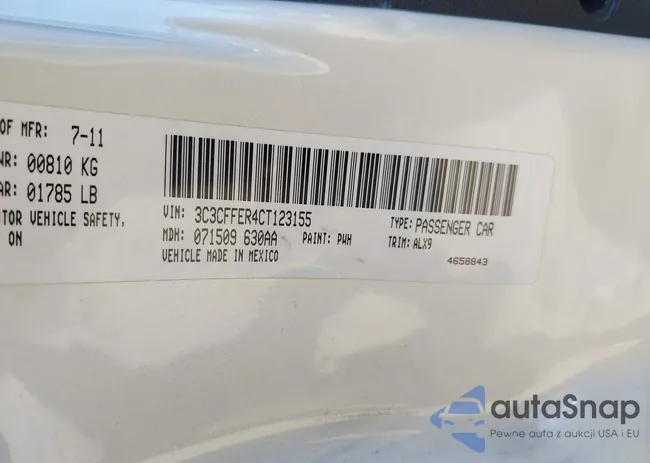 OF MFR: 7-11
WR: 00810 KG
AR: 01785 LB
TOR VEHICLE SAFETY,
ON
VIN: 3C3CFFER4CT123155
TYPE: PASSENGER CAR
MDH: 071509 630AA PAINT: PWH
TRIM: ALX9
VEHICLE MADE IN MEXICO
4658843
autaSnap
Pewne auta z aukcji USA i EU